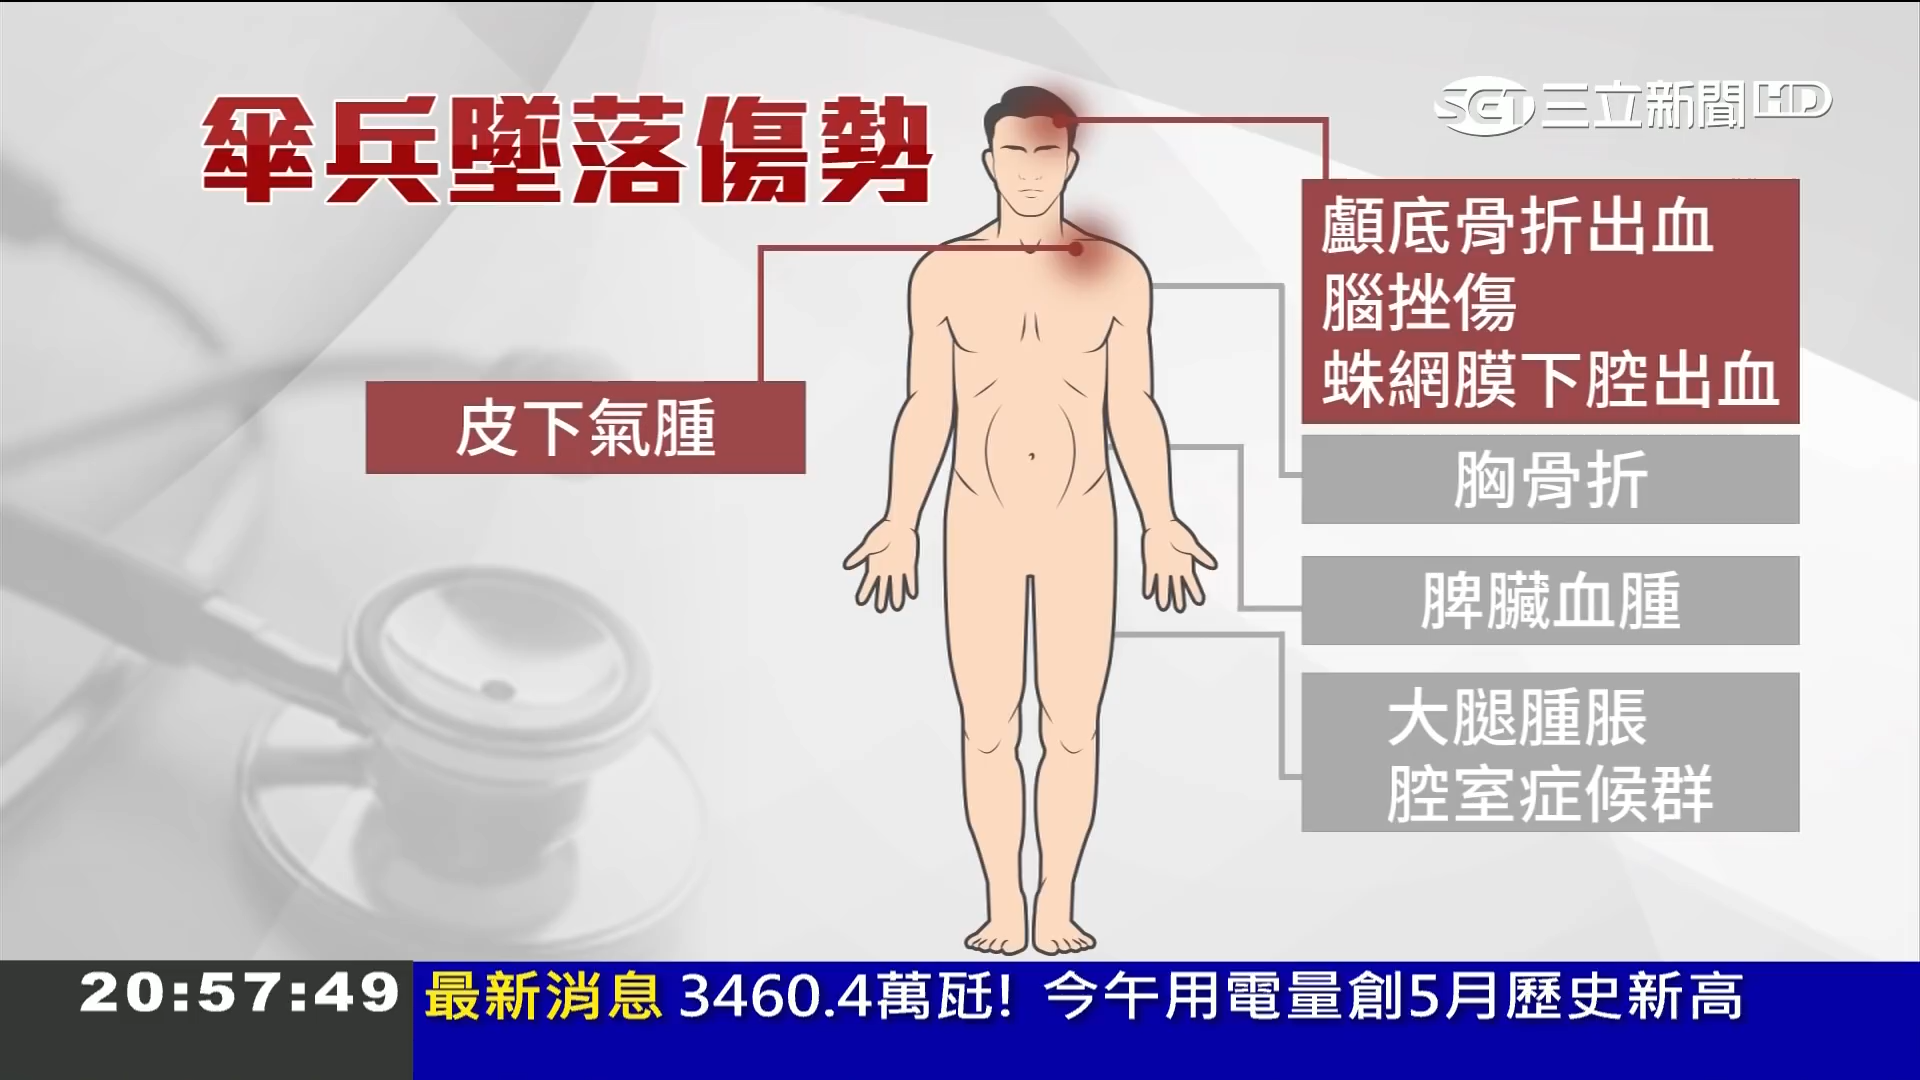 傘兵墜落傷勢
SET三立新聞HD
顱底骨折出血
腦挫傷
蛛網膜下腔出血
皮下氣腫
胸骨折
脾臟血腫
大腿腫脹
腔室症候群
20:57:49
最新消息 3460.4萬瓩! 今午用電量創5月歷史新高